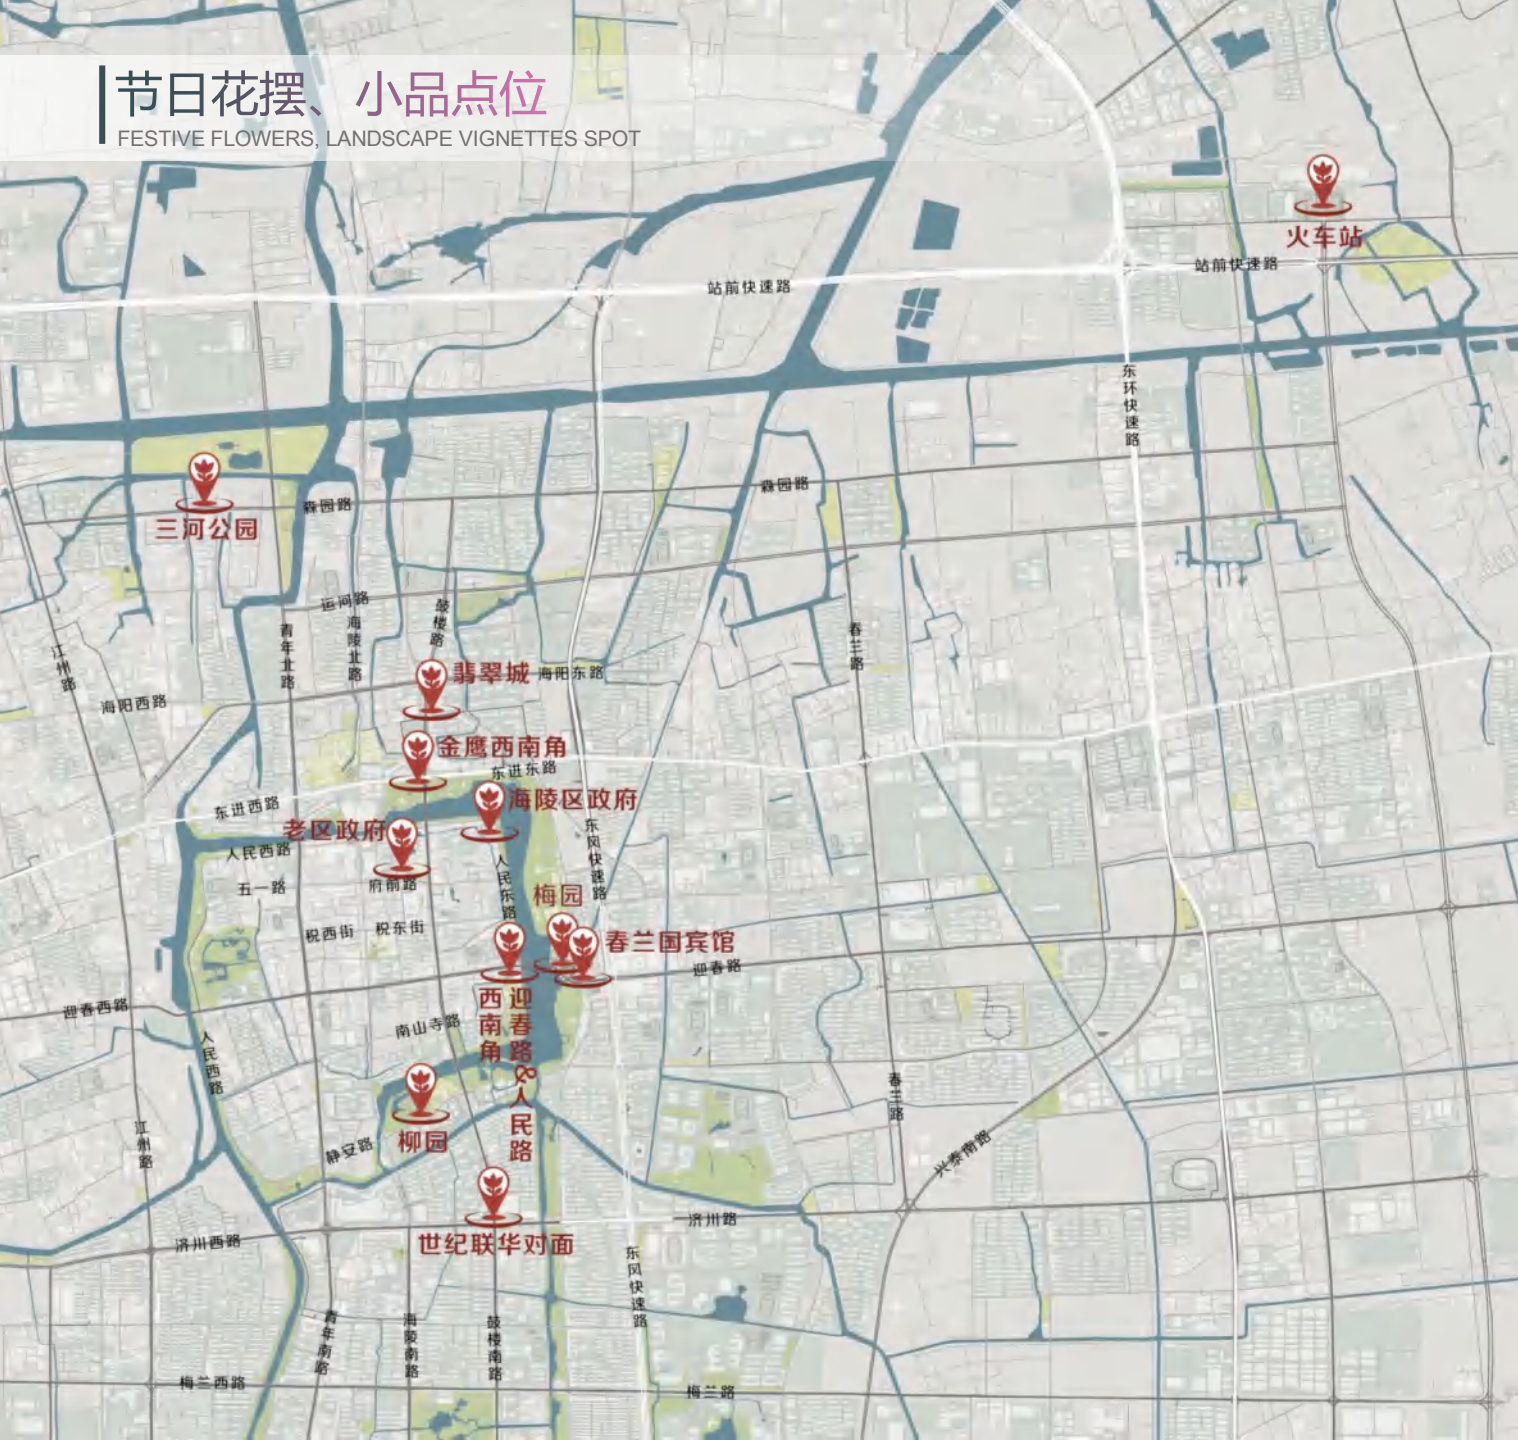 节日花摆、小品点位
FESTIVE FLOWERS, LANDSCAPE VIGNETTES SPOT
火车站
站前快速路
站前快速路
东环快速路
三河公园
森园路
森园路
运河路
鼓楼路
海陵北路
青年北路
春兰路
江州路
海阳西路
翡翠城
海阳东路
金鹰西南角
东进东路
海陵区政府
东进西路
老区政府
人民西路
东风快速路
府前路
五一路
人民东路
梅园
税西街
税东街
春兰国宾馆
迎春路
迎春西路
迎春路&人民路
西南角
南山寺路
人民西路
柳园
春兰路
江州路
静安路
兴泰南路
世纪联华对面
济川路
济川西路
东风快速路
青年南路
海陵南路
鼓楼南路
梅兰西路
梅兰路